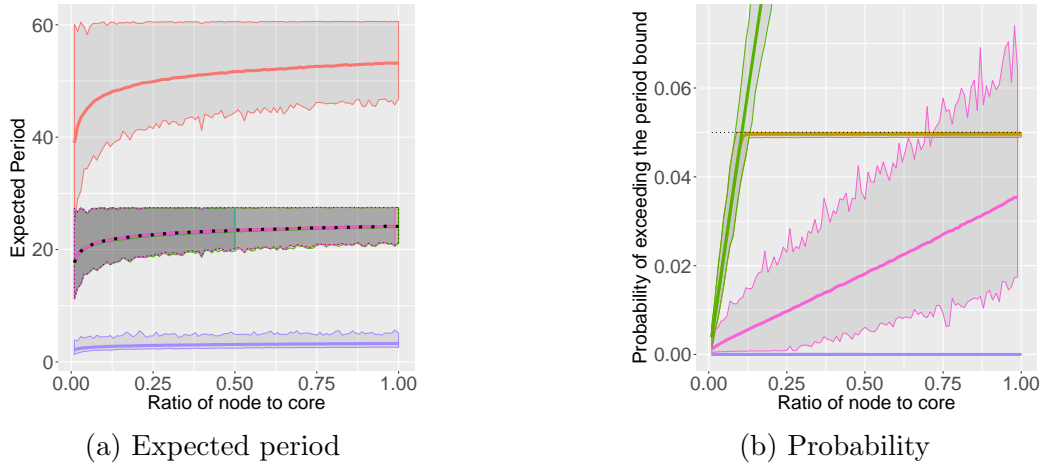 Expected Period
60
40
20
0
0.00 0.25 0.50 0.75 1.00
Ratio of node to core
(a) Expected period
Probability of exceeding the period bound
0.06
0.04
0.02
0.00
0.00 0.25 0.50 0.75 1.00
Ratio of node to core
(b) Probability